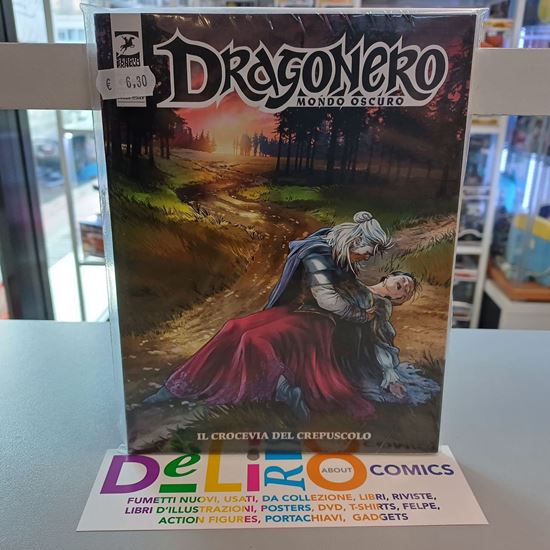 DRAGONERO
MONDO OSCURO
€ 6,30
IL CROCEVIA DEL CREPUSCOLO
DeLiRiO ABOUT COMICS
FUMETTI NUOVI, USATI, DA COLLEZIONE, LIBRI, RIVISTE,
LIBRI D'ILLUSTRAZIONI, POSTERS, DVD, T-SHIRTS, FELPE,
ACTION FIGURES, PORTACHIAVI, GADGETS